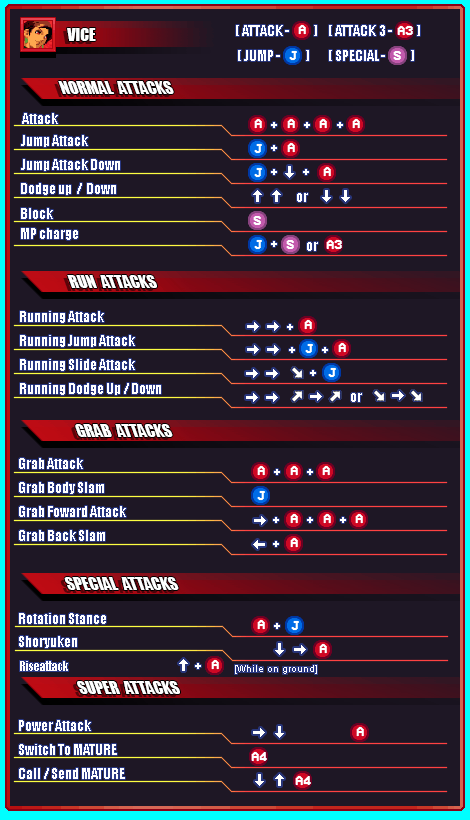 VICE [ ATTACK - A ] [ ATTACK 3 - A3 ]
[ JUMP - J ] [ SPECIAL - S ]
NORMAL ATTACKS
Attack A + A + A + A
Jump Attack J + A
Jump Attack Down J + ↓ + A
Dodge up / Down ↑ ↑ or ↓ ↓
Block S
MP charge J + S or A3
RUN ATTACKS
Running Attack → → + A
Running Jump Attack → → + J + A
Running Slide Attack → → ↘ + J
Running Dodge Up / Down → → ↗ → ↗ or ↘ → ↘
GRAB ATTACKS
Grab Attack A + A + A
Grab Body Slam J
Grab Foward Attack → + A + A + A
Grab Back Slam ← + A
SPECIAL ATTACKS
Rotation Stance A + J
Shoryuken ↓ → A
Riseattack ↑ + A [While on ground]
SUPER ATTACKS
Power Attack → ↓ A
Switch To MATURE A4
Call / Send MATURE ↓ ↑ A4